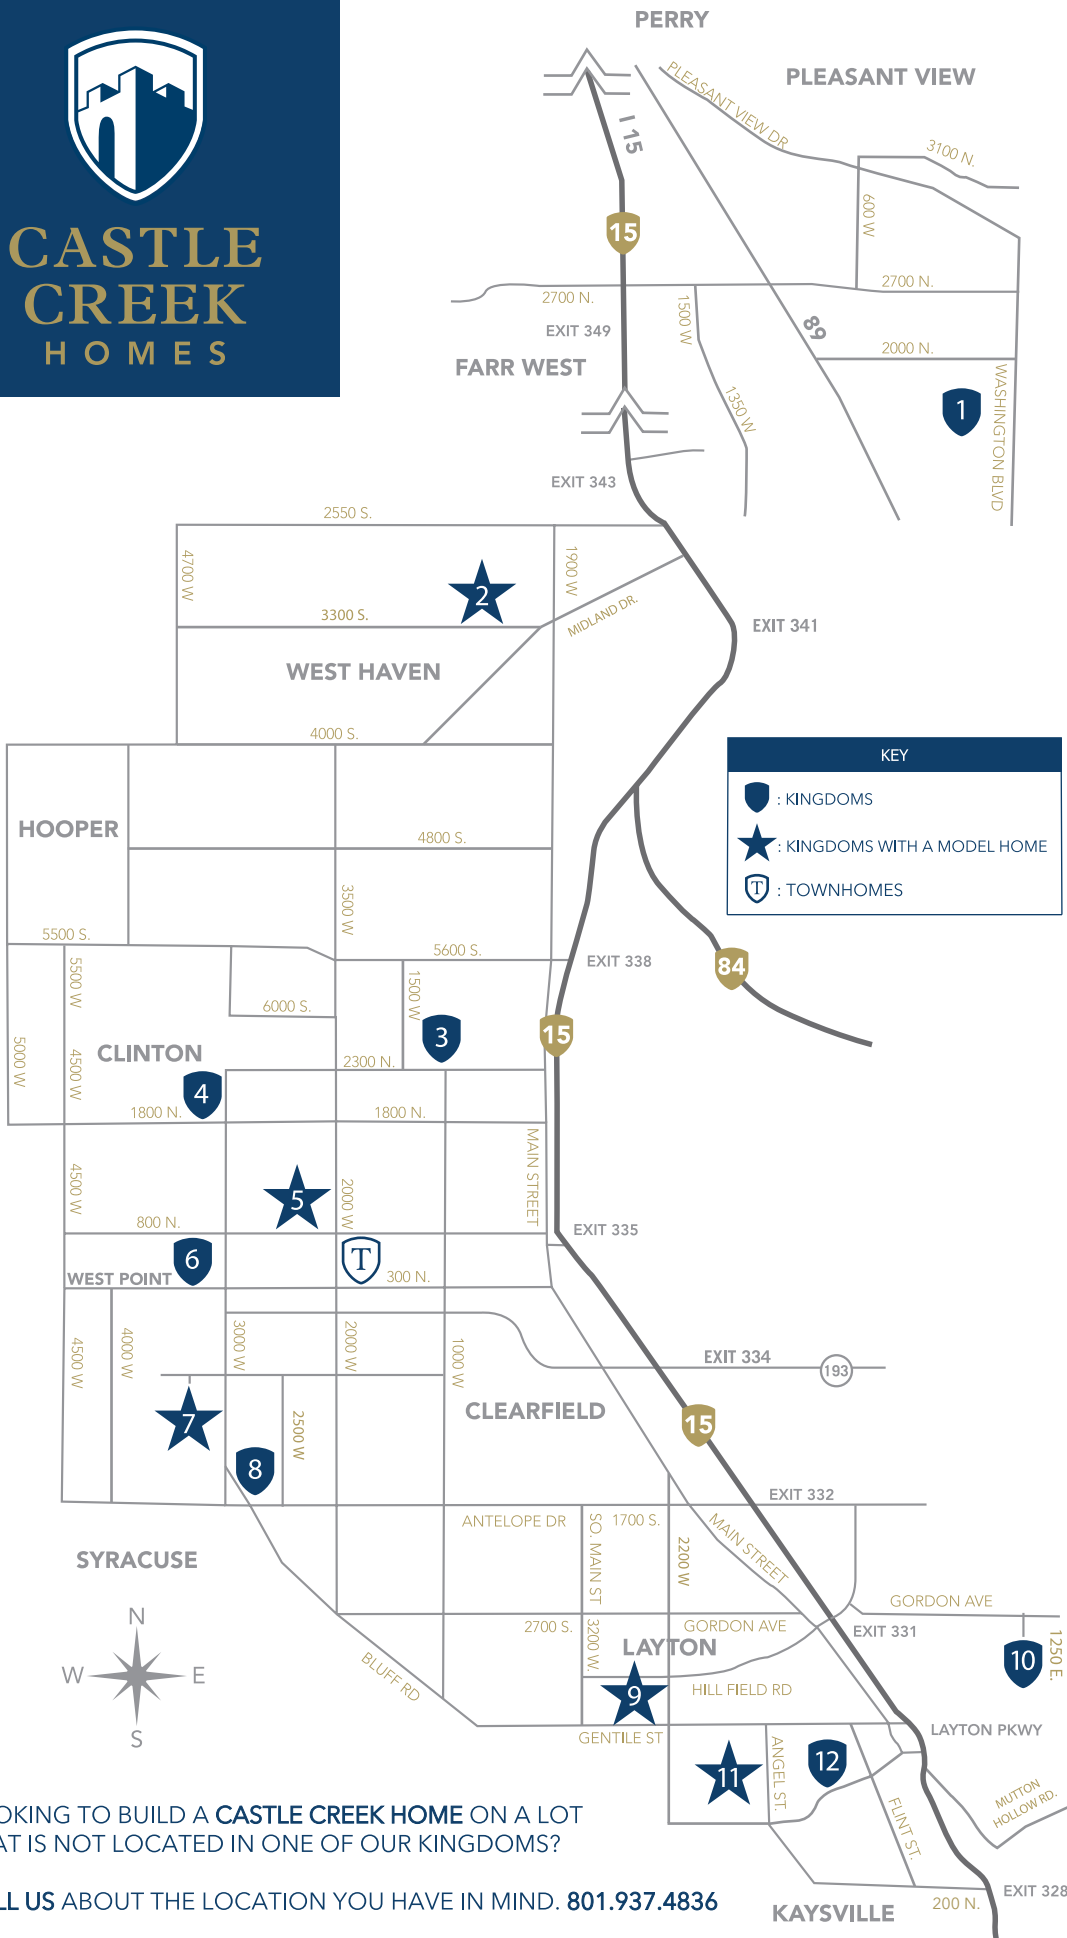 PERRY
PLEASANT VIEW
PLEASANT VIEW DR
3100 N.
I 15
CASTLE
CREEK
HOMES
15
600 W
2700 N.
2700 N.
1500 W
EXIT 349
89
2000 N.
FARR WEST
1350 W
WASHINGTON BLVD
1
EXIT 343
2550 S.
4700 W
1900 W
2
3300 S.
MIDLAND DR.
EXIT 341
WEST HAVEN
4000 S.
KEY
: KINGDOMS
: KINGDOMS WITH A MODEL HOME
T : TOWNHOMES
HOOPER
4800 S.
3500 W
5500 S.
5600 S.
EXIT 338
84
5500 W
1500 W
6000 S.
15
3
5000 W
4500 W
CLINTON
2300 N.
4
1800 N.
1800 N.
MAIN STREET
4500 W
5
2000 W
800 N.
EXIT 335
6
T
WEST POINT
300 N.
4500 W
4000 W
3000 W
2000 W
1000 W
EXIT 334
193
CLEARFIELD
7
2500 W
15
8
EXIT 332
ANTELOPE DR
SO. MAIN ST
1700 S.
2200 W
MAIN STREET
SYRACUSE
GORDON AVE
N
W
E
S
2700 S.
3200 W.
GORDON AVE
EXIT 331
LAYTON
10
1250 E.
BLUFF RD
9
HILL FIELD RD
GENTILE ST
LAYTON PKWY
11
ANGEL ST.
12
MUTTON
HOLLOW RD.
FLINT ST.
OKING TO BUILD A CASTLE CREEK HOME ON A LOT
AT IS NOT LOCATED IN ONE OF OUR KINGDOMS?
LL US ABOUT THE LOCATION YOU HAVE IN MIND. 801.937.4836
EXIT 328
200 N.
KAYSVILLE